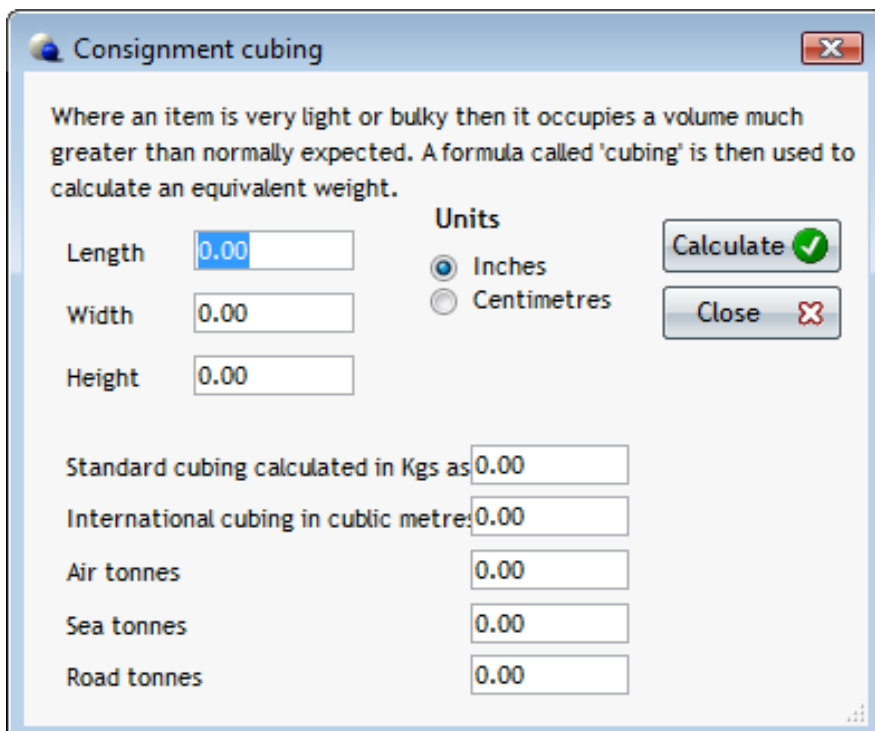 Consignment cubing
Where an item is very light or bulky then it occupies a volume much
greater than normally expected. A formula called 'cubing' is then used to
calculate an equivalent weight.
Units
Length 0.00
Inches
Calculate
Centimetres
Width 0.00
Close
Height 0.00
Standard cubing calculated in Kgs as 0.00
International cubing in cublic metres 0.00
Air tonnes 0.00
Sea tonnes 0.00
Road tonnes 0.00